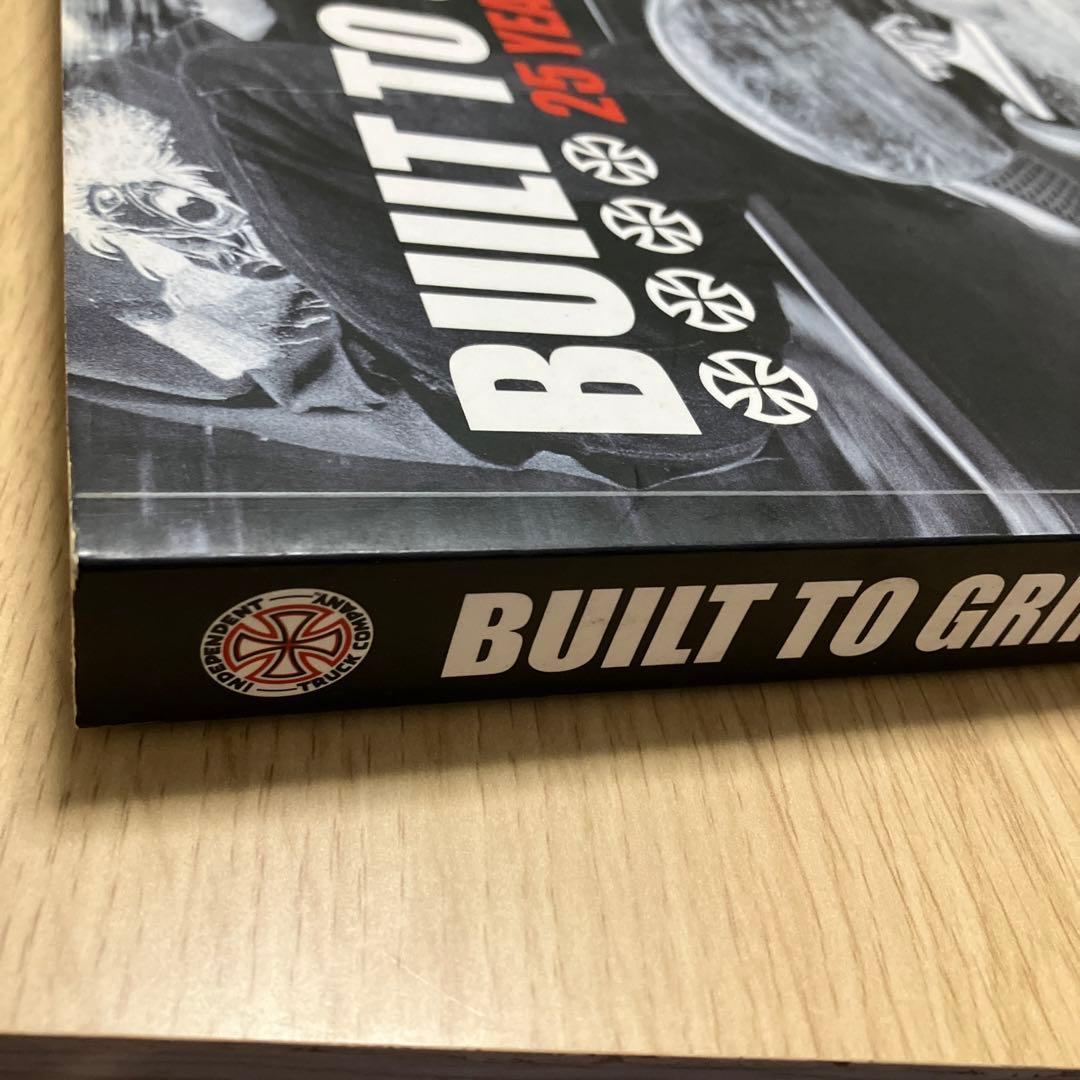 BUILT TO
25 YEA
INDEPENDENT
TRUCK COMPANY
BUILT TO GRI